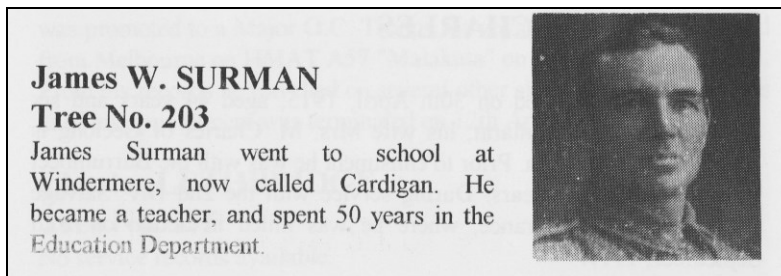 James W. SURMAN
Tree No. 203
James Surman went to school at
Windermere, now called Cardigan. He
became a teacher, and spent 50 years in the
Education Department.